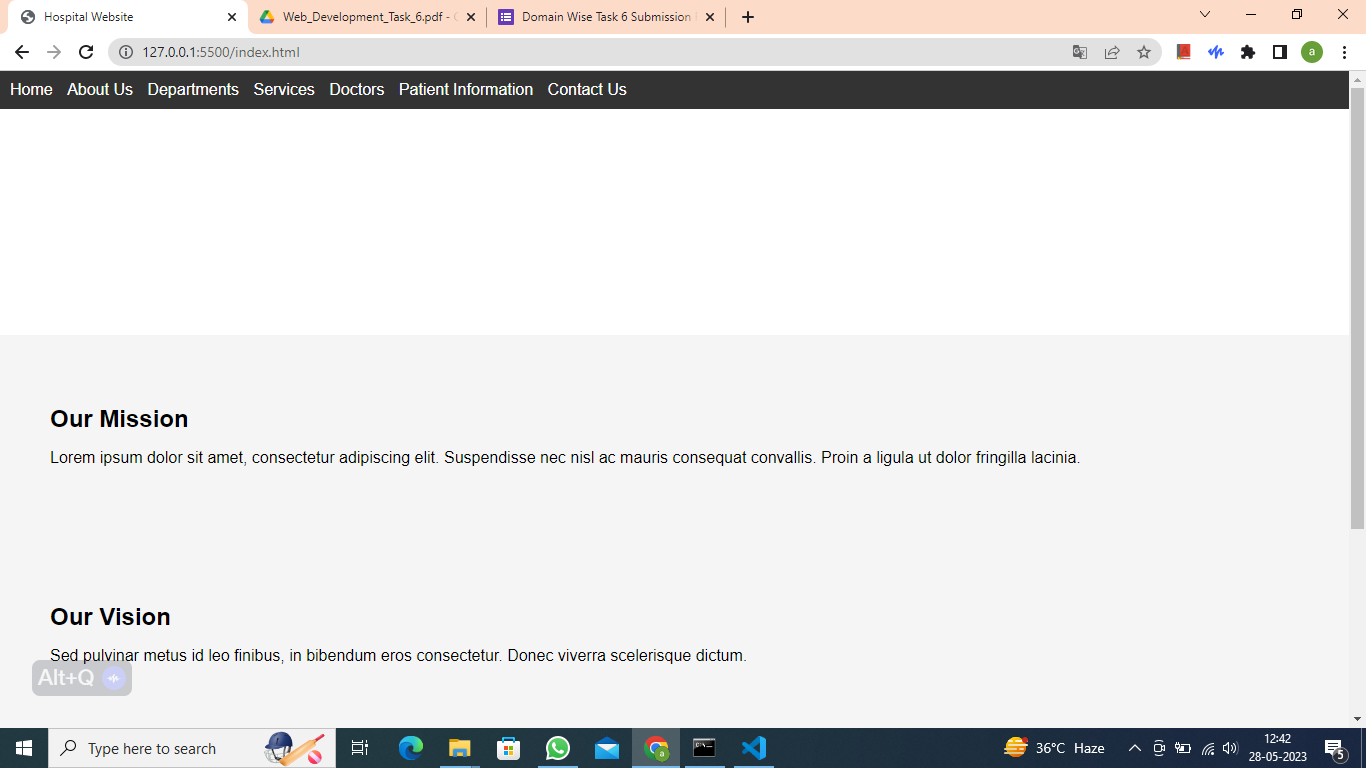 Hospital Website
Web_Development_Task_6.pdf -
Domain Wise Task 6 Submission
127.0.0.1:5500/index.html
a
Home About Us Departments Services Doctors Patient Information Contact Us
Our Mission
Lorem ipsum dolor sit amet, consectetur adipiscing elit. Suspendisse nec nisl ac mauris consequat convallis. Proin a ligula ut dolor fringilla lacinia.
Our Vision
Sed pulvinar metus id leo finibus, in bibendum eros consectetur. Donec viverra scelerisque dictum.
Alt+Q
Type here to search
a
36°C Haze
12:42
28-05-2023
5